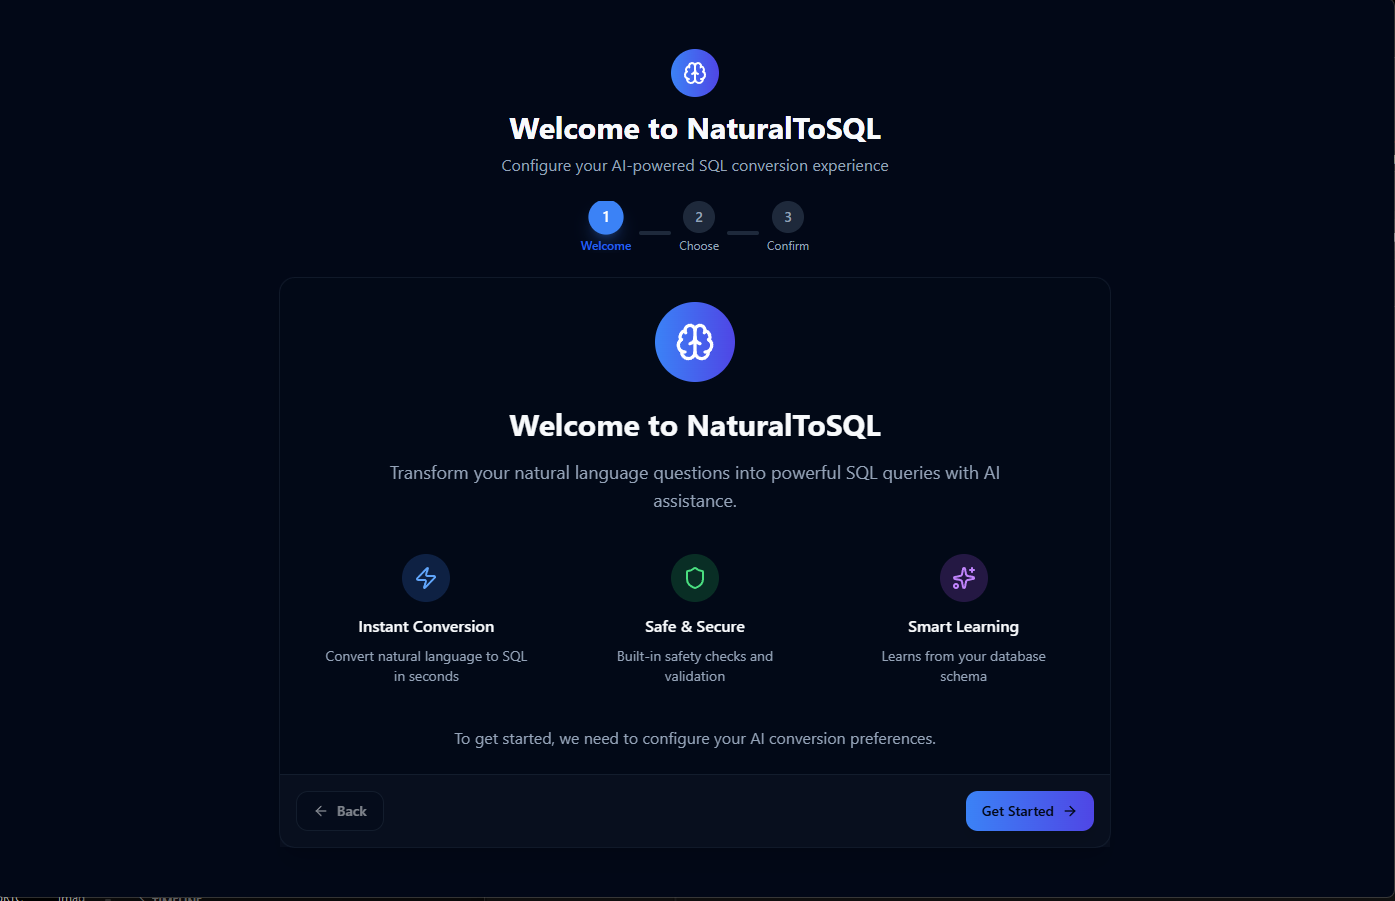 Welcome to NaturalToSQL
Configure your AI-powered SQL conversion experience
1 2 3
Welcome Choose Confirm
Welcome to NaturalToSQL
Transform your natural language questions into powerful SQL queries with AI
assistance.
Instant Conversion Safe & Secure Smart Learning
Convert natural language to SQL Built-in safety checks and Learns from your database
in seconds validation schema
To get started, we need to configure your AI conversion preferences.
Back Get Started